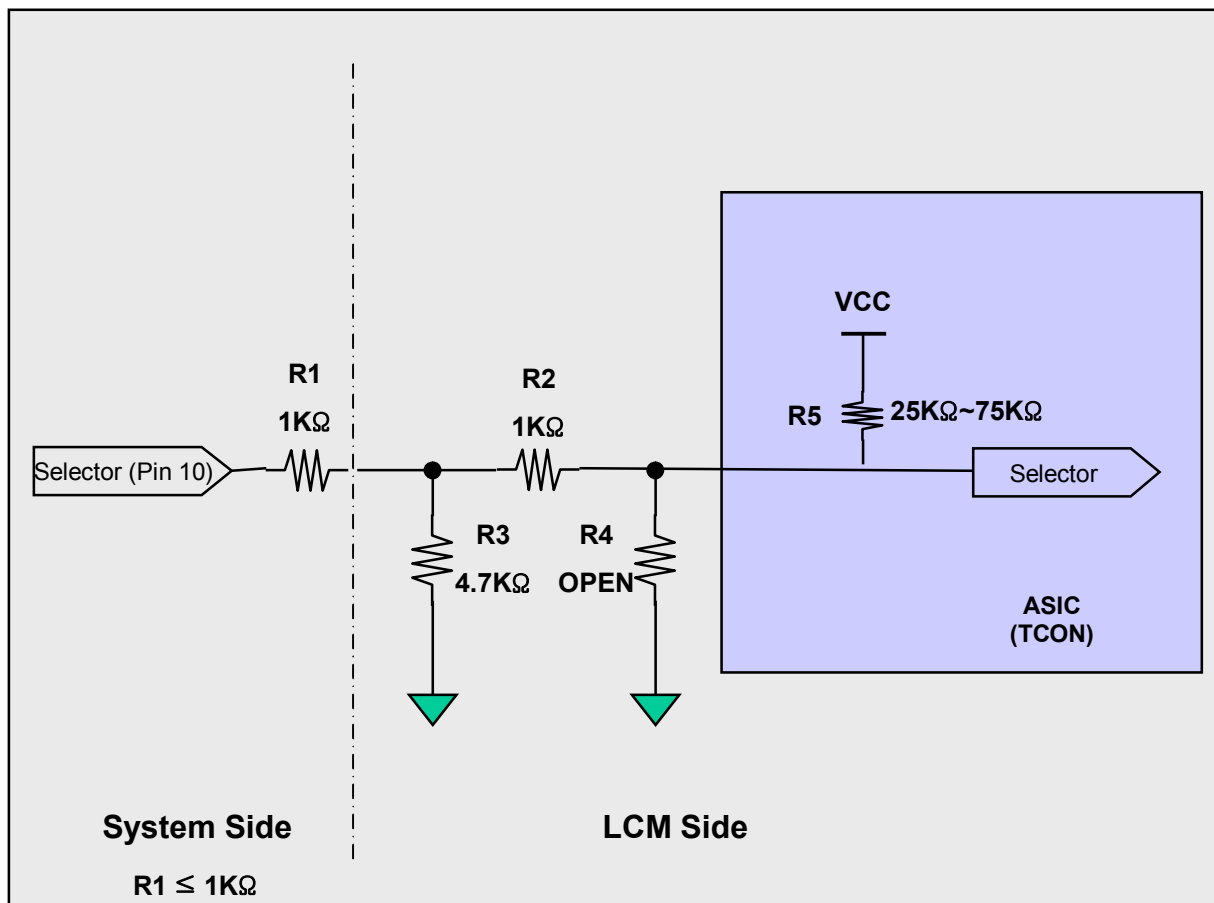 VCC
R1
R2
R5
25KΩ~75KΩ
1KΩ
1KΩ
Selector (Pin 10)
Selector
R3
R4
4.7KΩ
OPEN
ASIC
(TCON)
System Side
LCM Side
R1 ≤ 1KΩ